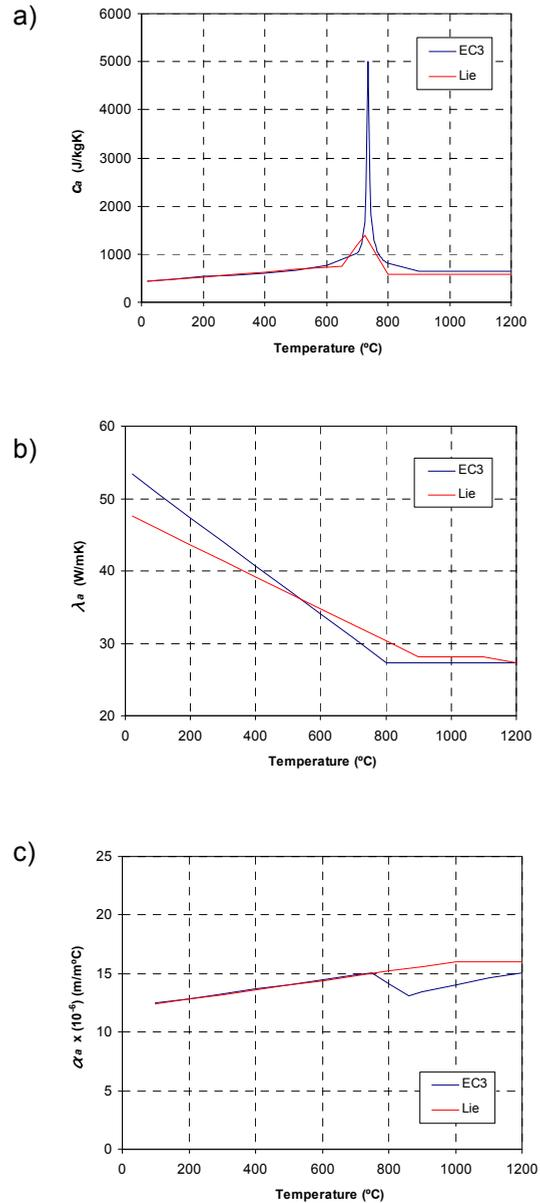 a)
6000
5000
4000
3000
2000
1000
0
cₐ (J/kgK)
EC3
Lie
0 200 400 600 800 1000 1200
Temperature (ºC)
b)
60
50
40
30
20
λₐ (W/mK)
EC3
Lie
0 200 400 600 800 1000 1200
Temperature (ºC)
c)
25
20
15
10
5
0
αₐ x (10⁻⁶) (m/mºC)
EC3
Lie
0 200 400 600 800 1000 1200
Temperature (ºC)